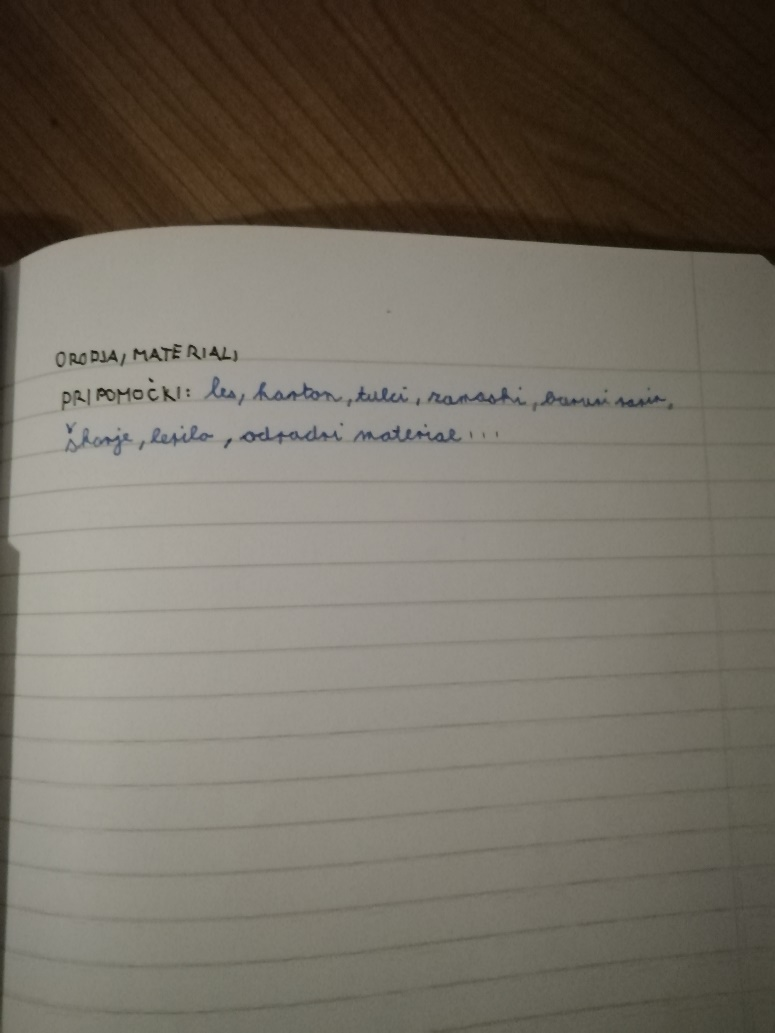 ORODJA, MATERIALI,
PRIPOMOČKI: les, karton, tulci, zamaški, barvni papir,
škarje, lepilo, odpadni material...